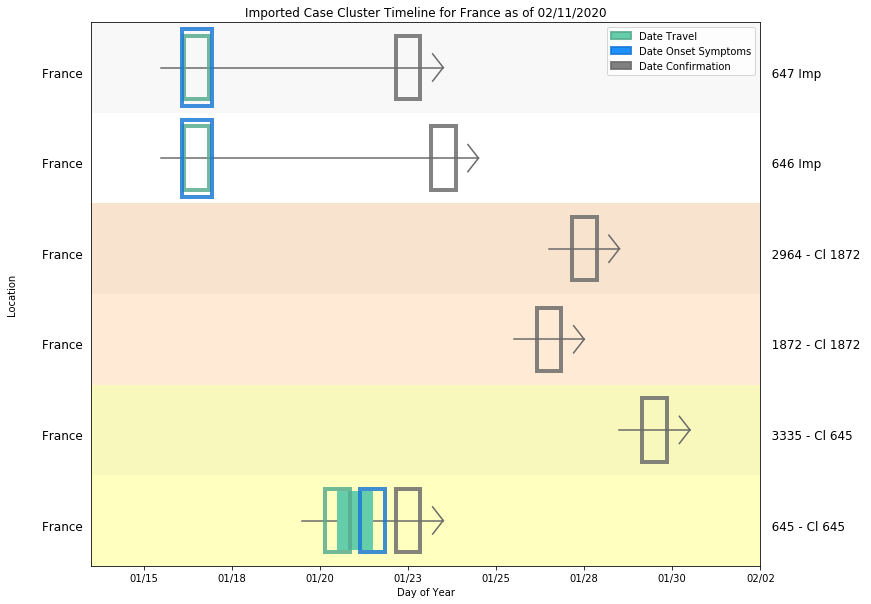 Imported Case Cluster Timeline for France as of 02/11/2020
Date Travel
Date Onset Symptoms
Date Confirmation
France
647 Imp
France
646 Imp
France
2964 - Cl 1872
France
1872 - Cl 1872
France
3335 - Cl 645
France
645 - Cl 645
Location
01/15
01/18
01/20
01/23
01/25
01/28
01/30
02/02
Day of Year